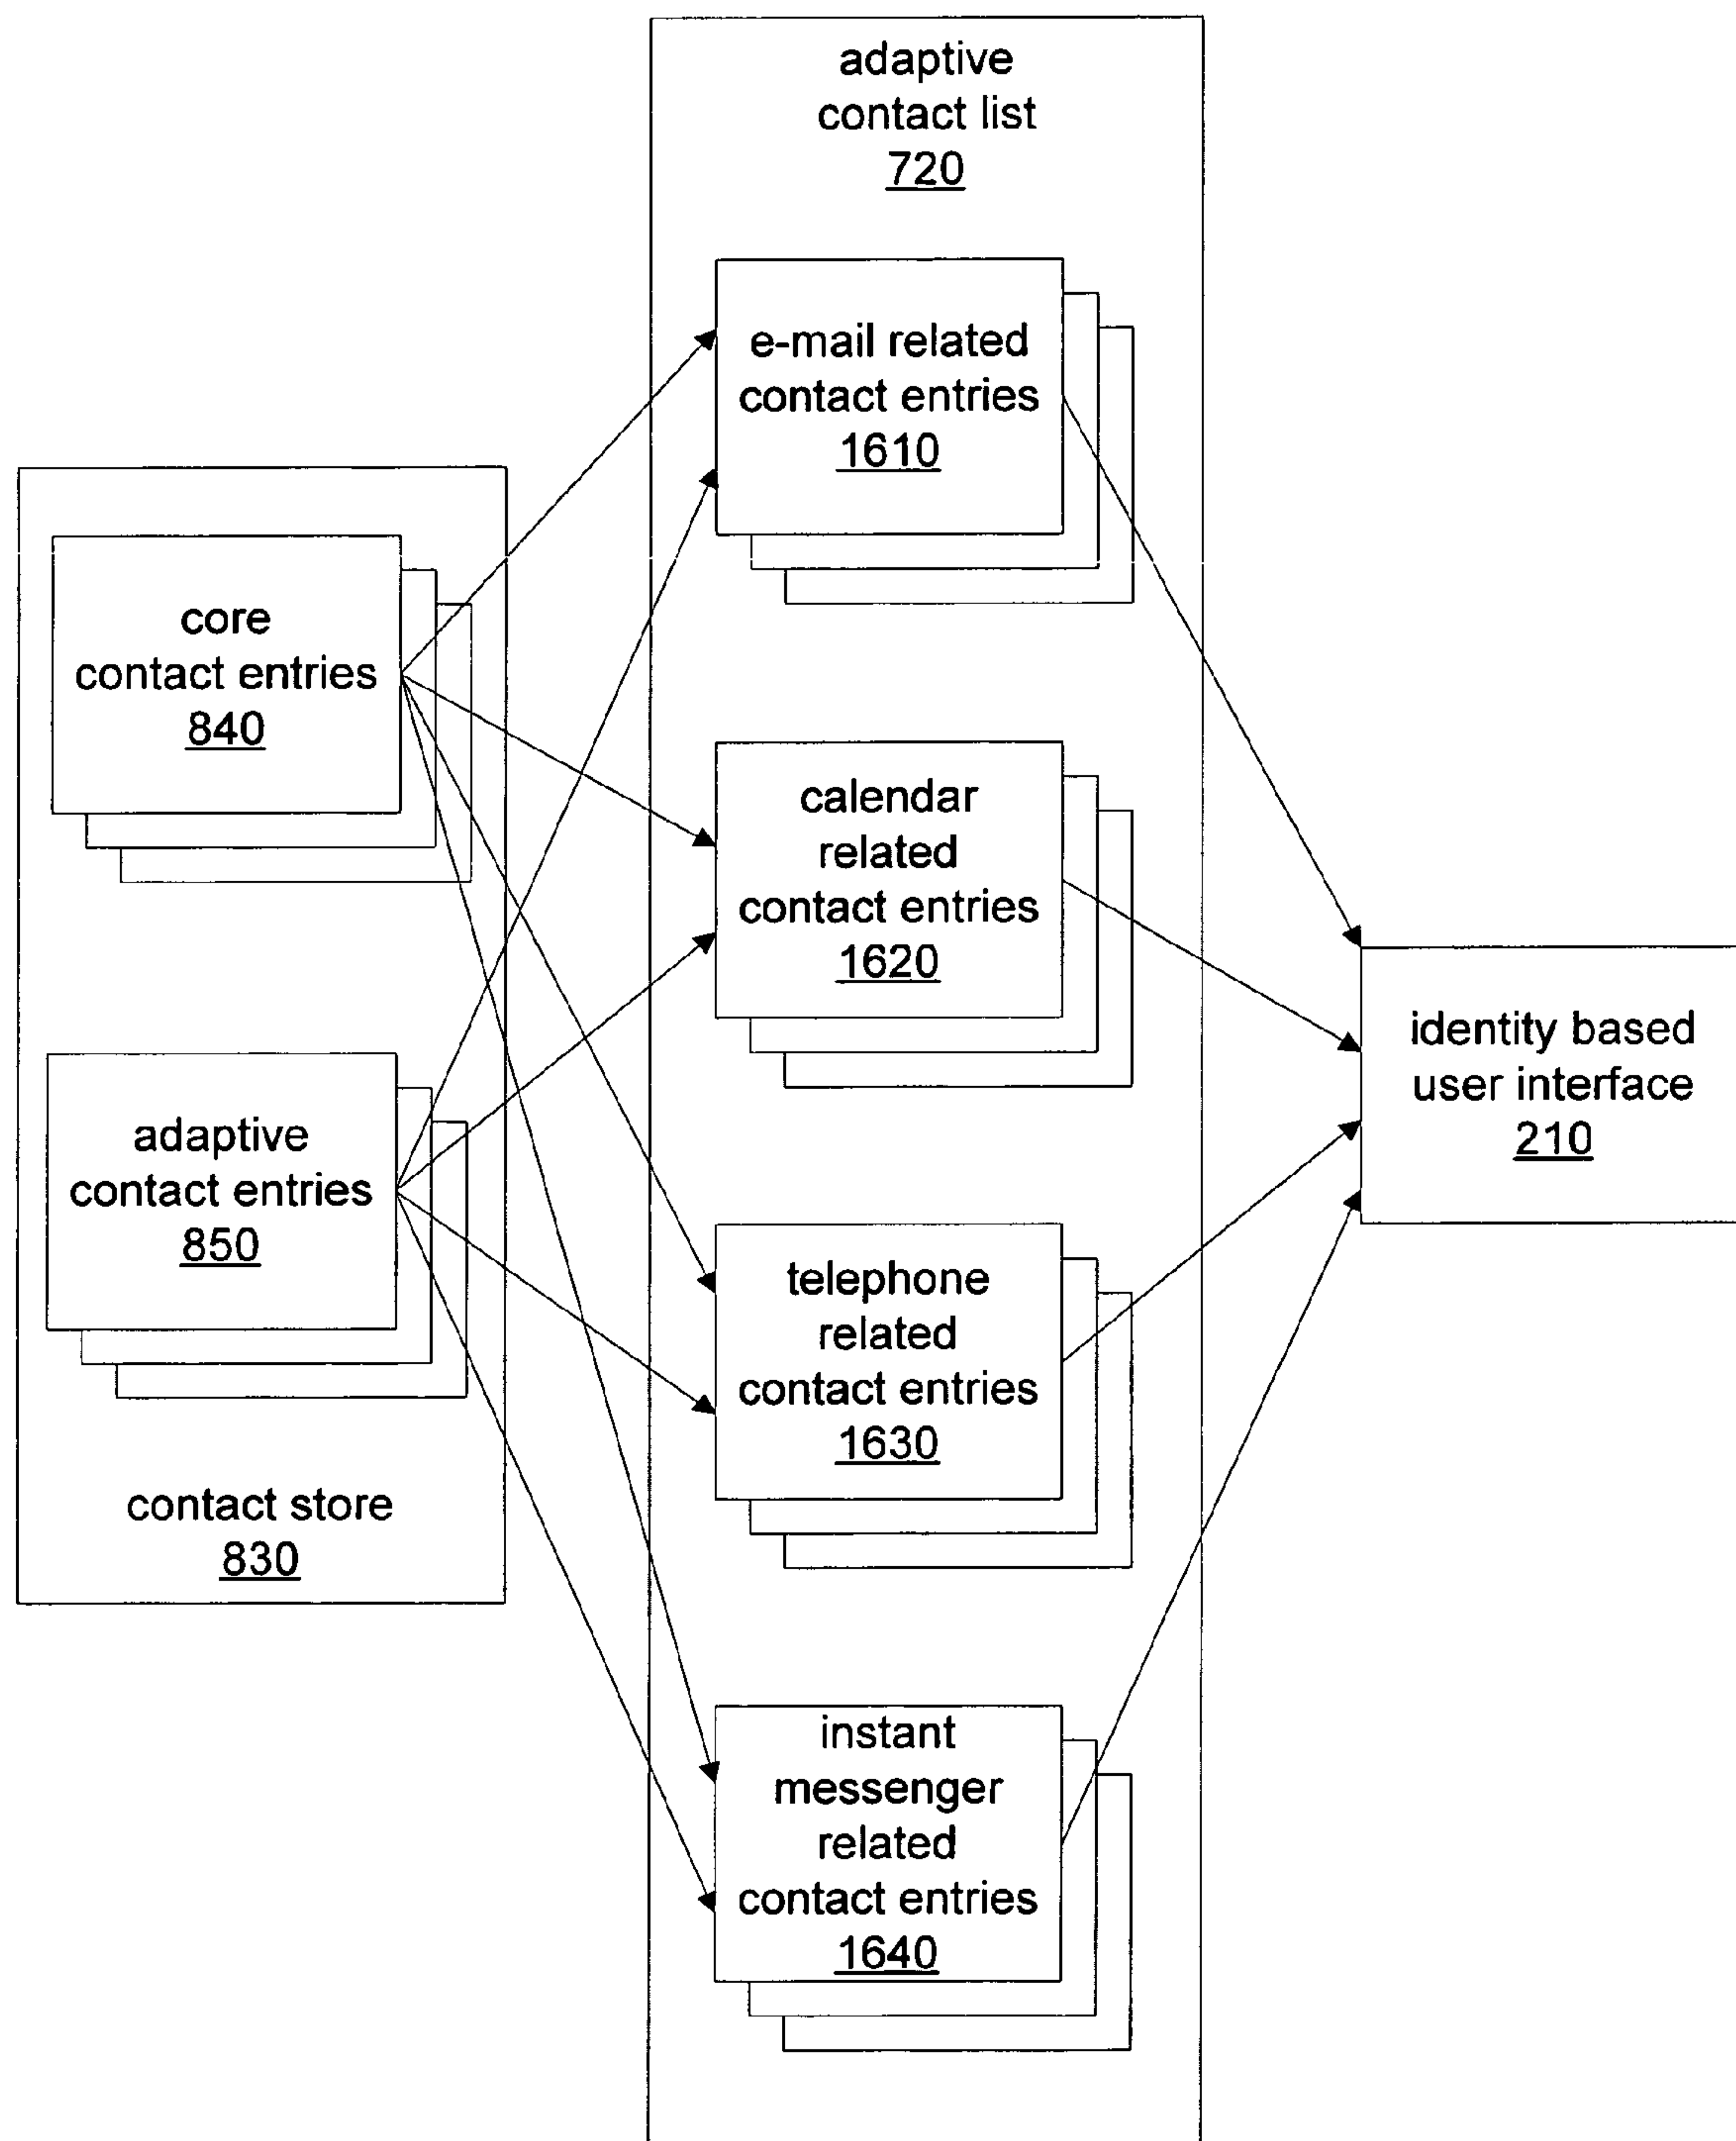 adaptive
contact list
720
e-mail related
contact entries
1610
core
contact entries
840
calendar
related
contact entries
1620
identity based
user interface
210
adaptive
contact entries
850
telephone
related
contact entries
1630
contact store
830
instant
messenger
related
contact entries
1640